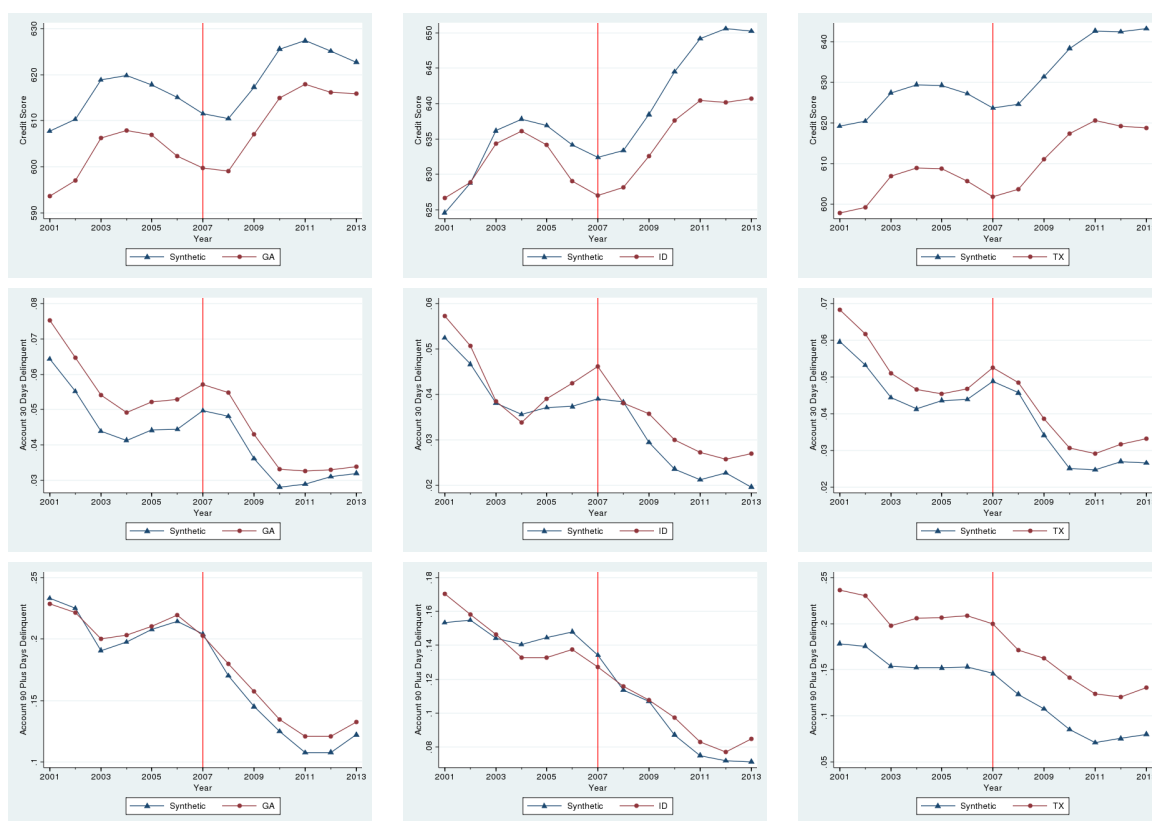 Credit Score
630
620
610
600
590
2001 2003 2005 2007 2009 2011 2013
Year
Synthetic GA
Credit Score
650
645
640
635
630
625
2001 2003 2005 2007 2009 2011 2013
Year
Synthetic ID
Credit Score
640
630
620
610
600
2001 2003 2005 2007 2009 2011
Year
Synthetic TX
Account 30 Days Delinquent
.08
.07
.06
.05
.04
.03
2001 2003 2005 2007 2009 2011 2013
Year
Synthetic GA
Account 30 Days Delinquent
.06
.05
.04
.03
.02
2001 2003 2005 2007 2009 2011 2013
Year
Synthetic ID
Account 30 Days Delinquent
.07
.06
.05
.04
.03
.02
2001 2003 2005 2007 2009 2011
Year
Synthetic TX
Account 90 Plus Days Delinquent
.25
.2
.15
.1
2001 2003 2005 2007 2009 2011 2013
Year
Synthetic GA
Account 90 Plus Days Delinquent
.18
.16
.14
.12
.1
.08
2001 2003 2005 2007 2009 2011 2013
Year
Synthetic ID
Account 90 Plus Days Delinquent
.25
.2
.15
.1
.05
2001 2003 2005 2007 2009 2011
Year
Synthetic TX